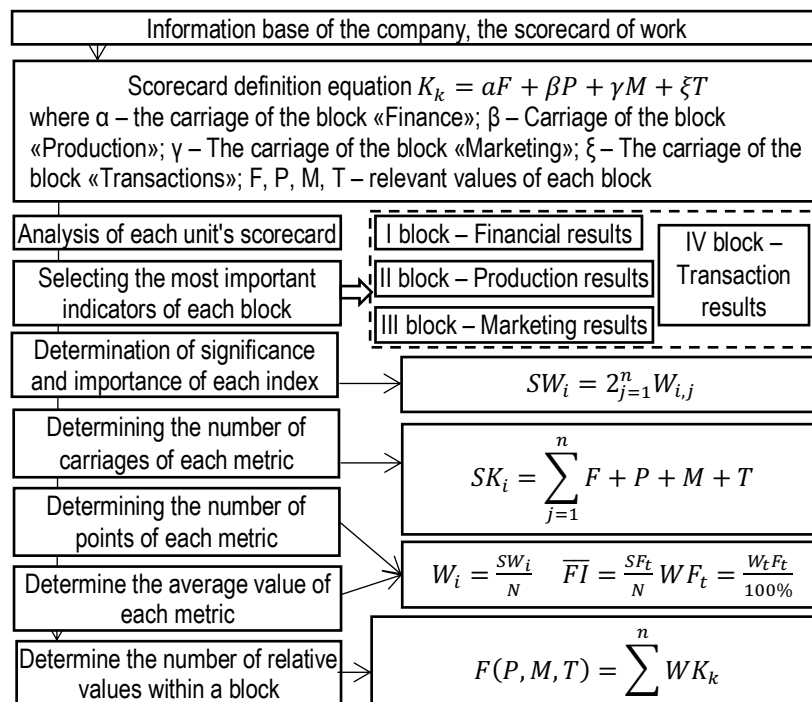 Information base of the company, the scorecard of work
Scorecard definition equation K_k = aF + βP + γM + ξT
where α – the carriage of the block «Finance»; β – Carriage of the block
«Production»; γ – The carriage of the block «Marketing»; ξ – The carriage of the
block «Transactions»; F, P, M, T – relevant values of each block
Analysis of each unit's scorecard
Selecting the most important
indicators of each block
I block – Financial results
II block – Production results
III block – Marketing results
IV block –
Transaction
results
Determination of significance
and importance of each index
SW_i = 2_{j=1}^{n} W_{i,j}
Determining the number of
carriages of each metric
SK_i = \sum_{j=1}^{n} F + P + M + T
Determining the number of
points of each metric
Determine the average value of
each metric
W_i = \frac{SW_i}{N} \overline{FI} = \frac{SF_t}{N} WF_t = \frac{W_t F_t}{100%}
Determine the number of relative
values within a block
F(P, M, T) = \sum^{n} WK_k